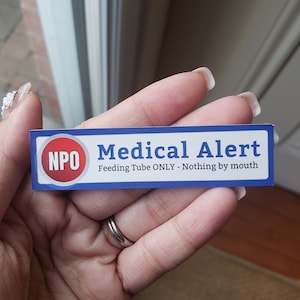 NPO
Medical Alert
Feeding Tube ONLY - Nothing by mouth